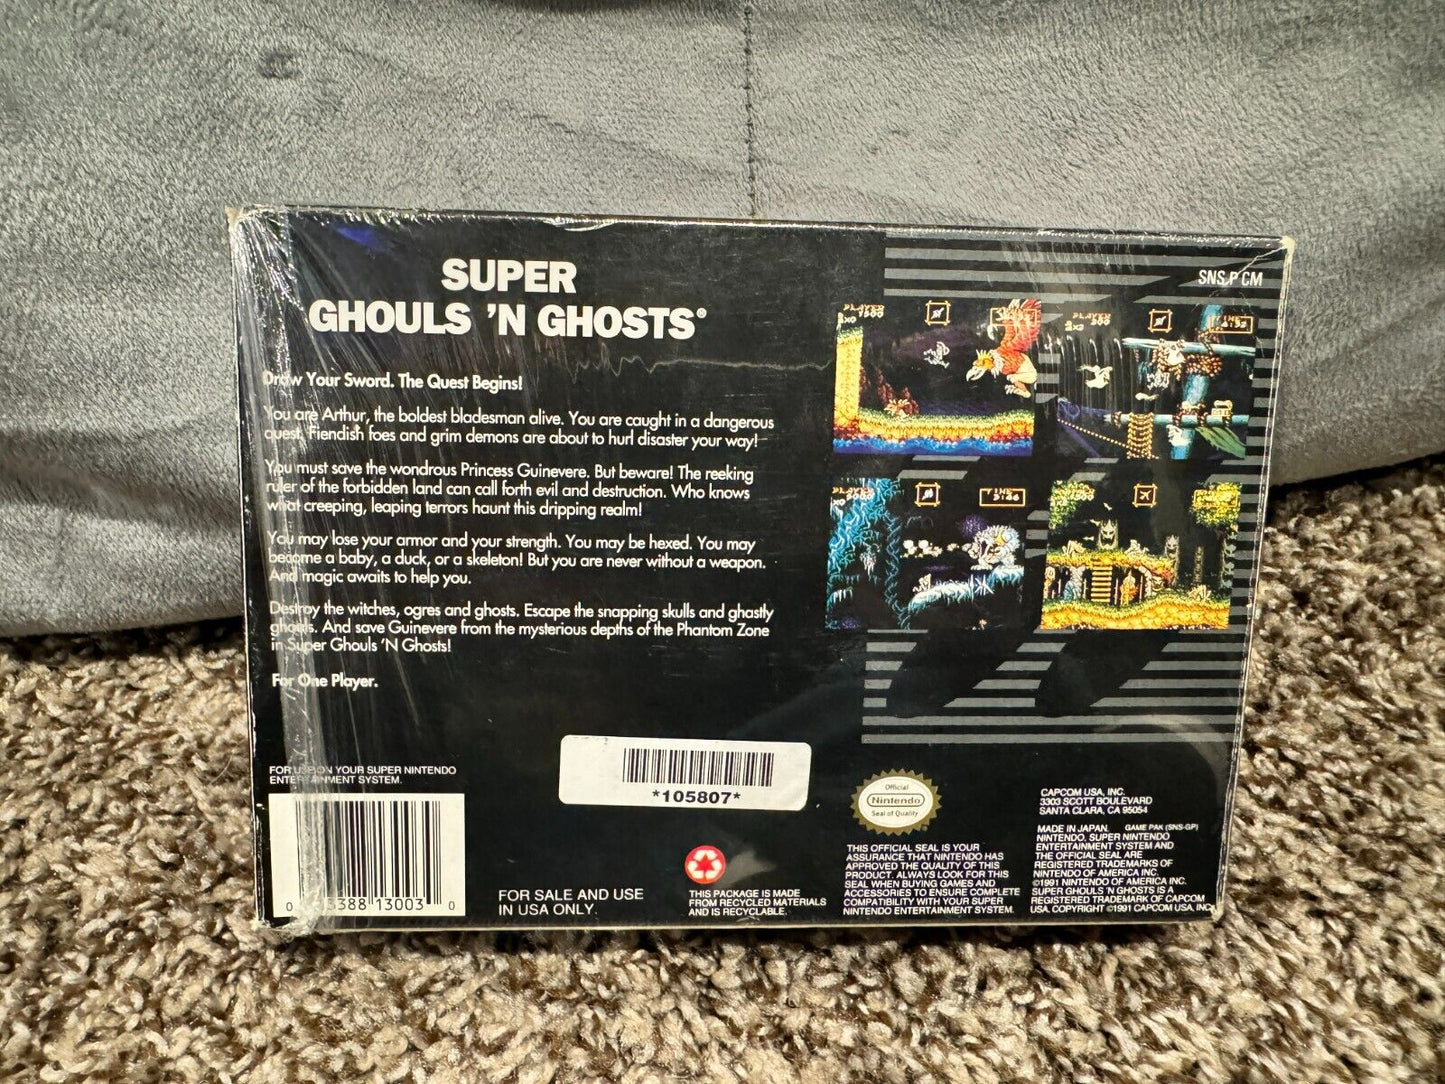 SUPER
GHOULS 'N GHOSTS®
Draw Your Sword. The Quest Begins!
You are Arthur, the boldest bladesman alive. You are caught in a dangerous
quest. Fiendish foes and grim demons are about to hurl disaster your way!
You must save the wondrous Princess Guinevere. But beware! The reeking
ruler of the forbidden land can call forth evil and destruction. Who knows
what creeping, leaping terrors haunt this dripping realm!
You may lose your armor and your strength. You may be hexed. You may
become a baby, a duck, or a skeleton! But you are never without a weapon.
And magic awaits to help you.
Destroy the witches, ogres and ghosts. Escape the snapping skulls and ghastly
ghouls. And save Guinevere from the mysterious depths of the Phantom Zone
in Super Ghouls 'N Ghosts!
For One Player.
SNS P CM
PLAYER
TIME
PLAYER
PLAYER
TIME
FOR USE ON YOUR SUPER NINTENDO
ENTERTAINMENT SYSTEM.
0 13003 0
*105807*
FOR SALE AND USE
IN USA ONLY.
THIS PACKAGE IS MADE
FROM RECYCLED MATERIALS
AND IS RECYCLABLE.
Official
Nintendo
Seal of Quality
THIS OFFICIAL SEAL IS YOUR
ASSURANCE THAT NINTENDO HAS
APPROVED THE QUALITY OF THIS
PRODUCT. ALWAYS LOOK FOR THIS
SEAL WHEN BUYING GAMES AND
ACCESSORIES TO ENSURE COMPLETE
COMPATIBILITY WITH YOUR SUPER
NINTENDO ENTERTAINMENT SYSTEM.
CAPCOM USA, INC.
3303 SCOTT BOULEVARD
SANTA CLARA, CA 95054
MADE IN JAPAN. GAME PAK (SNS-GP)
NINTENDO, SUPER NINTENDO
ENTERTAINMENT SYSTEM AND
THE OFFICIAL SEAL ARE
REGISTERED TRADEMARKS OF
NINTENDO OF AMERICA INC.
©1991 NINTENDO OF AMERICA INC.
SUPER GHOULS 'N GHOSTS IS A
REGISTERED TRADEMARK OF CAPCOM
USA. COPYRIGHT ©1991 CAPCOM USA, INC.